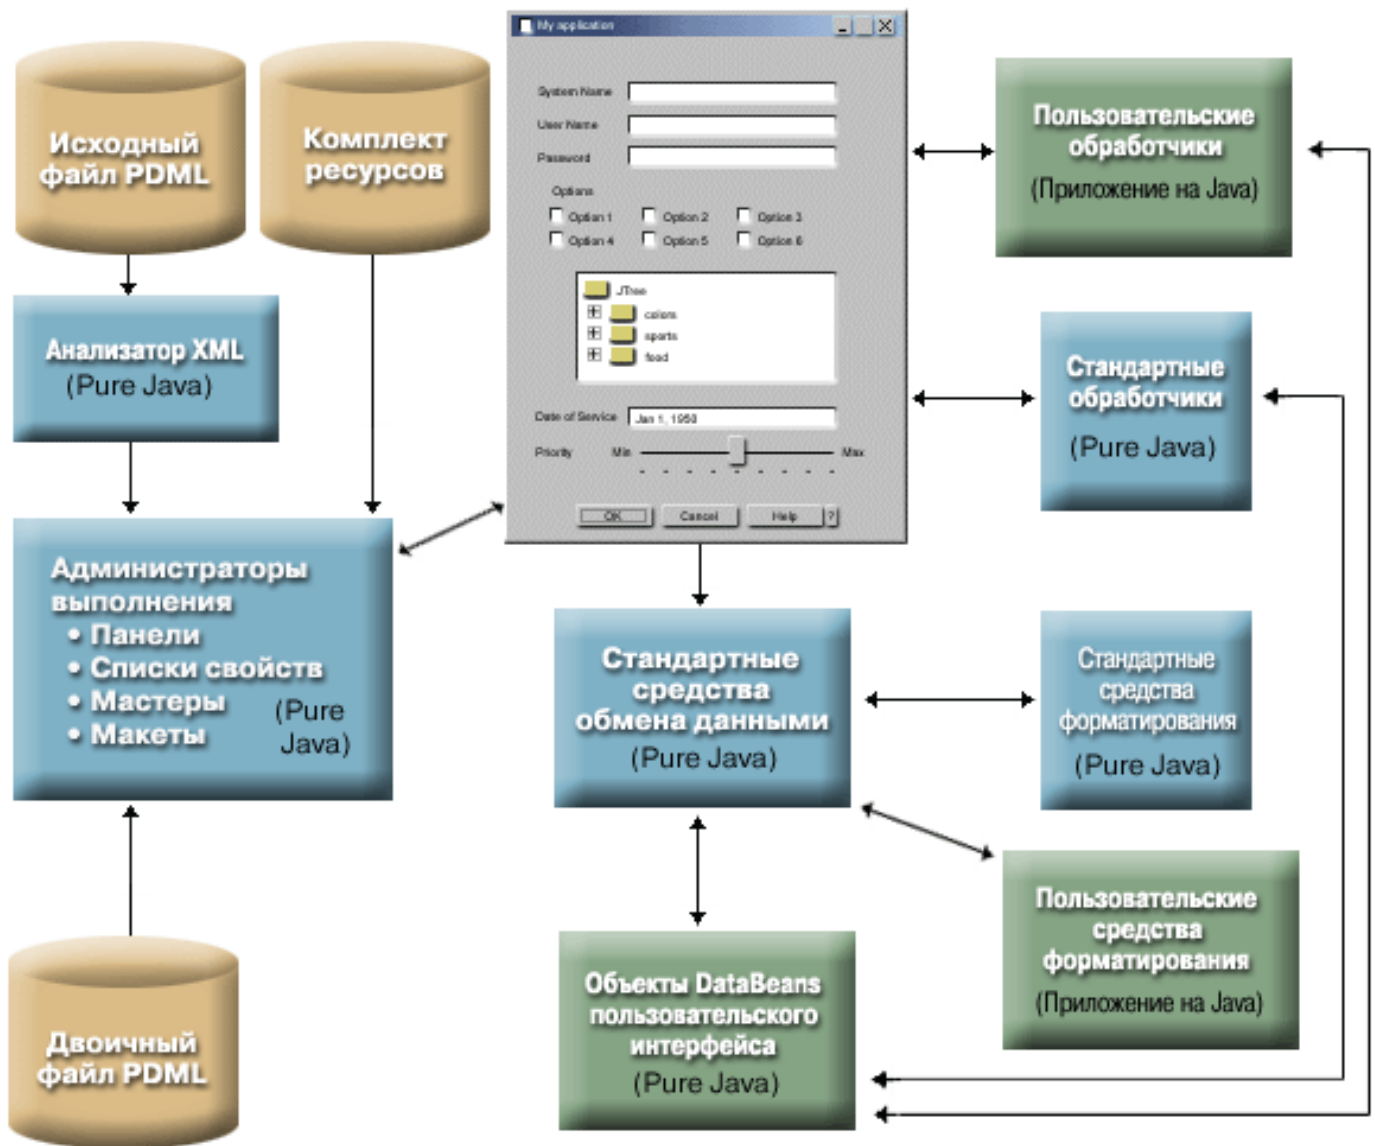 Исходный
файл PDML
Комплект
ресурсов
Анализатор XML
(Pure Java)
Администраторы
выполнения
• Панели
• Списки свойств
• Мастеры
• Макеты
(Pure
Java)
Двоичный
файл PDML
My application
System Name
User Name
Password
Options
Option 1 Option 2 Option 3
Option 4 Option 5 Option 6
JTree
colors
sports
food
Date of Service Jan 1, 1950
Priority Min Max
OK Cancel Help ?
Стандартные
средства
обмена данными
(Pure Java)
Объекты DataBeans
пользовательского
интерфейса
(Pure Java)
Пользовательские
обработчики
(Приложение на Java)
Стандартные
обработчики
(Pure Java)
Стандартные
средства
форматирования
(Pure Java)
Пользовательские
средства
форматирования
(Приложение на Java)